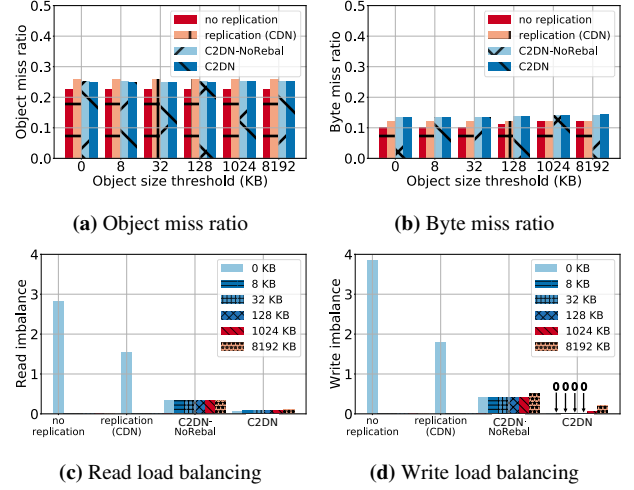 Object miss ratio
0.5
0.4
0.3
0.2
0.1
0.0
no replication
replication (CDN)
C2DN-NoRebal
C2DN
0 8 32 128 1024 8192
Object size threshold (KB)
(a) Object miss ratio
Byte miss ratio
0.5
0.4
0.3
0.2
0.1
0.0
no replication
replication (CDN)
C2DN-NoRebal
C2DN
0 8 32 128 1024 8192
Object size threshold (KB)
(b) Byte miss ratio
Read imbalance
4
3
2
1
0
0 KB
8 KB
32 KB
128 KB
1024 KB
8192 KB
no
replication
replication
(CDN)
C2DN-
NoRebal
C2DN
(c) Read load balancing
Write imbalance
4
3
2
1
0
0 KB
8 KB
32 KB
128 KB
1024 KB
8192 KB
0 0 0 0
no
replication
replication
(CDN)
C2DN-
NoRebal
C2DN
(d) Write load balancing